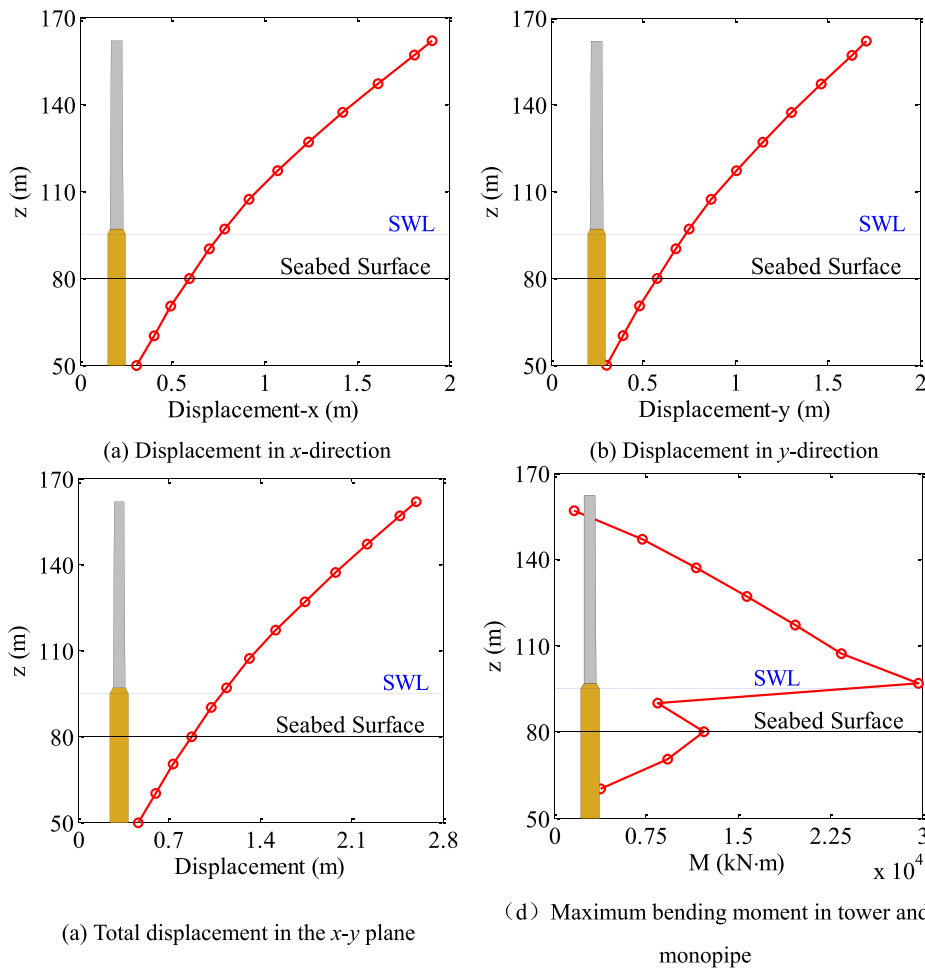 170
140
110
80
50
z (m)
SWL
Seabed Surface
0
0.5
1
1.5
2
Displacement-x (m)
(a) Displacement in x-direction
170
140
110
80
50
z (m)
SWL
Seabed Surface
0
0.5
1
1.5
2
Displacement-y (m)
(b) Displacement in y-direction
170
140
110
80
50
z (m)
SWL
Seabed Surface
0
0.7
1.4
2.1
2.8
Displacement (m)
(a) Total displacement in the x-y plane
170
140
110
80
50
z (m)
SWL
Seabed Surface
0
0.75
1.5
2.25
3
M (kN·m)
x 10^4
（d）Maximum bending moment in tower and
monopipe